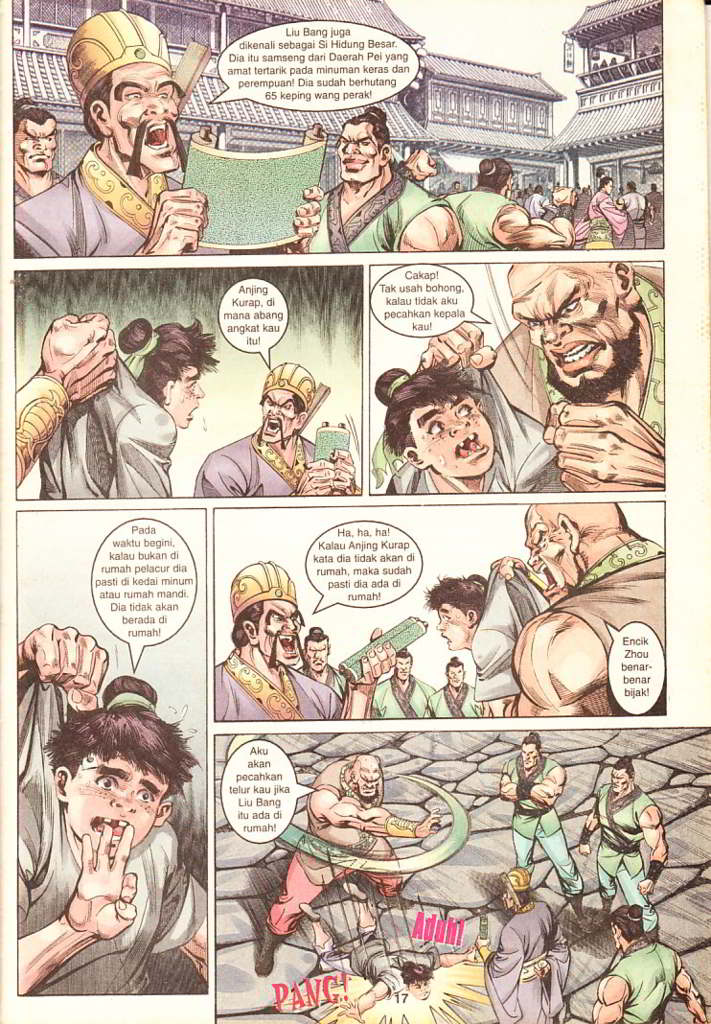 Liu Bang juga
dikenali sebagai Si Hidung Besar.
Dia itu samseng dari Daerah Pei yang
amat tertarik pada minuman keras dan
perempuan! Dia sudah berhutang
65 keping wang perak!
Anjing
Kurap, di
mana abang
angkat kau
itu!
Cakap!
Tak usah bohong,
kalau tidak aku
pecahkan kepala
kau!
Pada
waktu begini,
kalau bukan di
rumah pelacur dia
pasti di kedai minum
atau rumah mandi.
Dia tidak akan
berada di
rumah!
Ha, ha, ha!
Kalau Anjing Kurap
kata dia tidak akan di
rumah, maka sudah
pasti dia ada di
rumah!
Encik
Zhou
benar-
benar
bijak!
Aku
akan
pecahkan
telur kau jika
Liu Bang
itu ada di
rumah!
Aduh!
PANG!
17